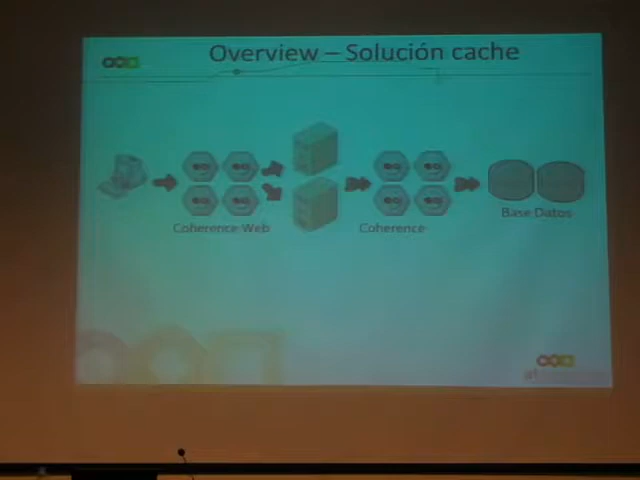 Overview – Solución cache
Coherence Web
Coherence
Base Datos